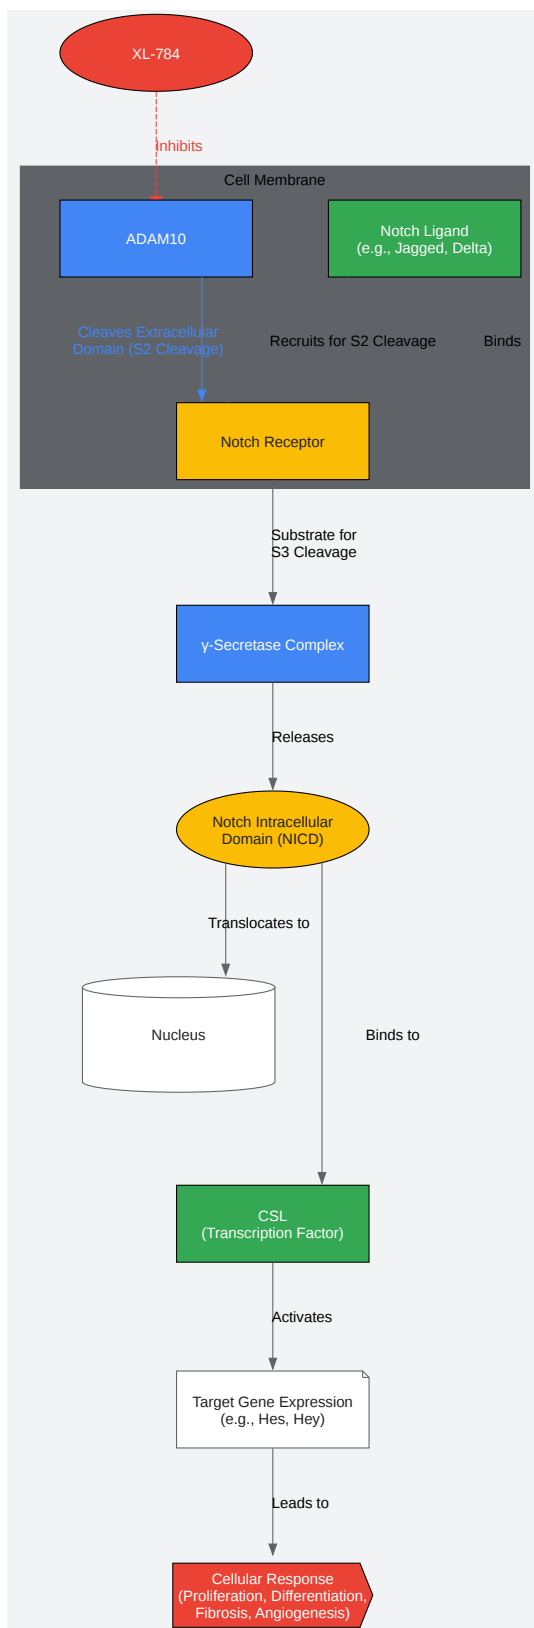 XL-784
Inhibits
Cell Membrane
ADAM10
Notch Ligand
(e.g., Jagged, Delta)
Cleaves Extracellular
Domain (S2 Cleavage)
Recruits for S2 Cleavage
Binds
Notch Receptor
Substrate for
S3 Cleavage
γ-Secretase Complex
Releases
Notch Intracellular
Domain (NICD)
Translocates to
Nucleus
Binds to
CSL
(Transcription Factor)
Activates
Target Gene Expression
(e.g., Hes, Hey)
Leads to
Cellular Response
(Proliferation, Differentiation,
Fibrosis, Angiogenesis)